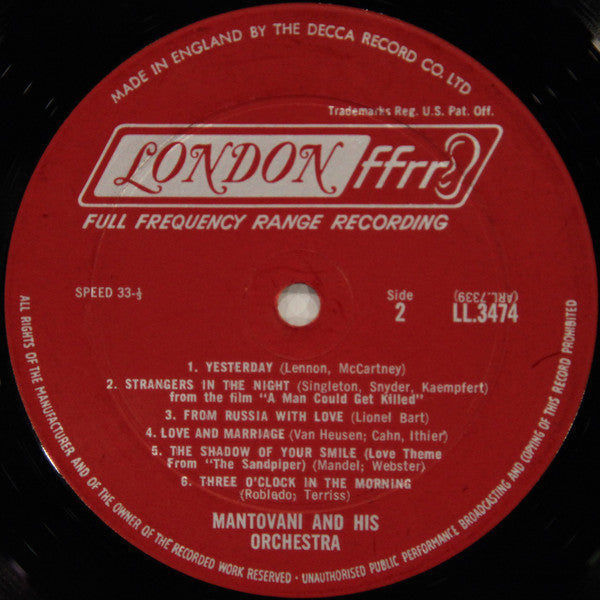 MADE IN ENGLAND BY THE DECCA RECORD CO. LTD
Trademarks Reg. U.S. Pat. Off.
LONDON ffrr
FULL FREQUENCY RANGE RECORDING
SPEED 33-⅓
Side
2
(ARL.7339)
LL.3474
1. YESTERDAY (Lennon, McCartney)
2. STRANGERS IN THE NIGHT (Singleton, Snyder, Kaempfert)
from the film "A Man Could Get Killed"
3. FROM RUSSIA WITH LOVE (Lionel Bart)
4. LOVE AND MARRIAGE (Van Heusen; Cahn, Ithier)
5. THE SHADOW OF YOUR SMILE (Love Theme
From "The Sandpiper) (Mandel; Webster)
6. THREE O'CLOCK IN THE MORNING
(Robledo; Terriss)
MANTOVANI AND HIS
ORCHESTRA
ALL RIGHTS OF THE MANUFACTURER AND OF THE OWNER OF THE RECORDED WORK RESERVED · UNAUTHORISED PUBLIC PERFORMANCE BROADCASTING AND COPYING OF THIS RECORD PROHIBITED